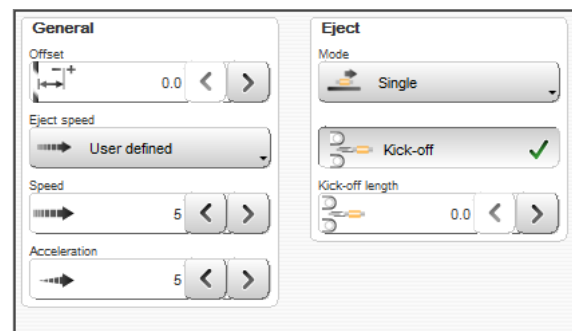 General
Offset
0.0
Eject speed
User defined
Speed
5
Acceleration
5
Eject
Mode
Single
Kick-off
Kick-off length
0.0